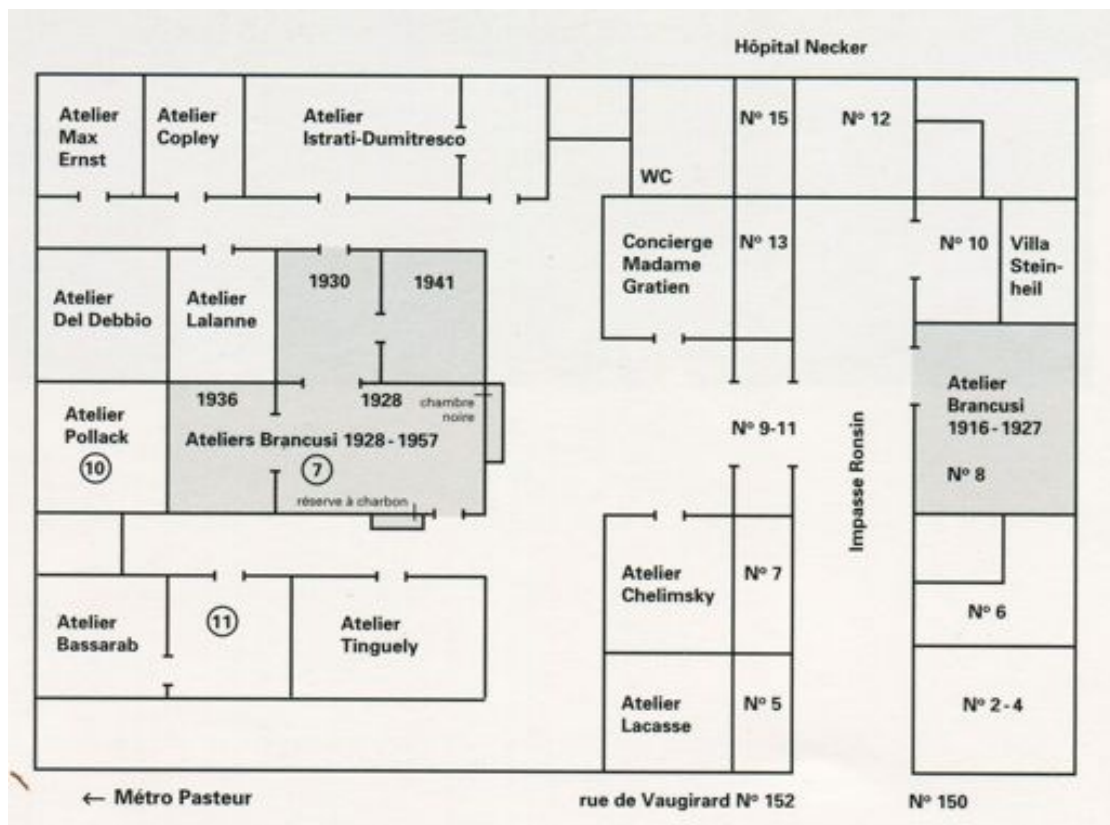 Hôpital Necker
Atelier
Max
Ernst
Atelier
Copley
Atelier
Istrati-Dumitresco
Nº 15
Nº 12
WC
Concierge
Madame
Gratien
Nº 13
Nº 10
Villa
Stein-
heil
Atelier
Del Debbio
Atelier
Lalanne
1930
1941
Atelier
Pollack
10
1936
1928
chambre
noire
Ateliers Brancusi 1928 - 1957
7
réserve à charbon
Nº 9-11
Impasse Ronsin
Atelier
Brancusi
1916 - 1927
Nº 8
Atelier
Bassarab
11
Atelier
Tinguely
Atelier
Chelimsky
Nº 7
Nº 6
Atelier
Lacasse
Nº 5
Nº 2 - 4
← Métro Pasteur
rue de Vaugirard Nº 152
Nº 150